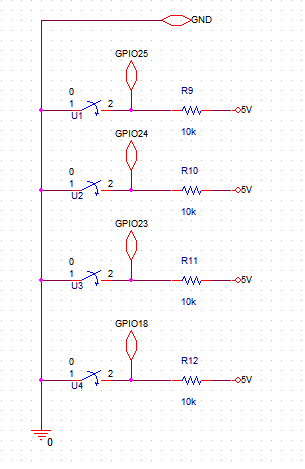 GND
GPIO25
R9
0
1 2 5V
U1
10k
GPIO24
R10
0
1 2 5V
U2
10k
GPIO23
R11
0
1 2 5V
U3
10k
GPIO18
R12
0
1 2 5V
U4
10k
0